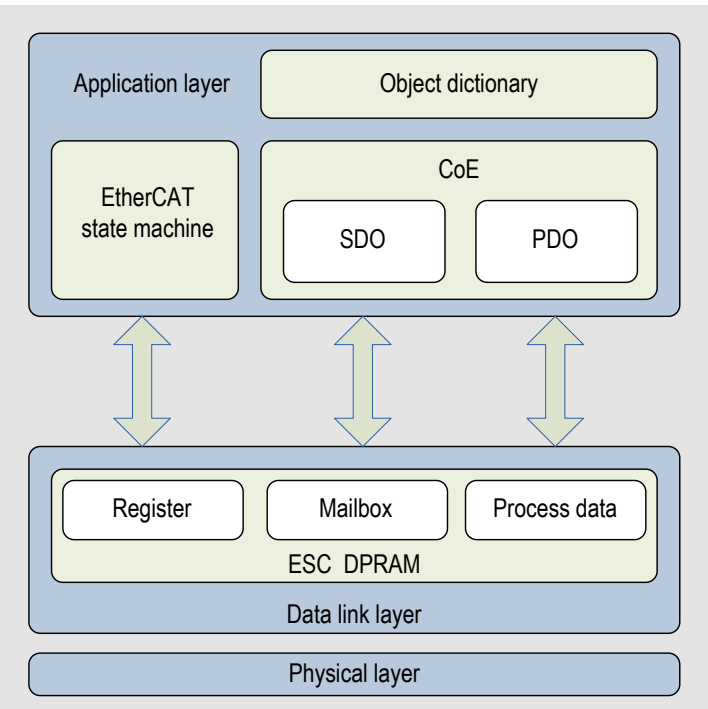 Application layer
Object dictionary
EtherCAT
state machine
CoE
SDO
PDO
Register
Mailbox
Process data
ESC DPRAM
Data link layer
Physical layer